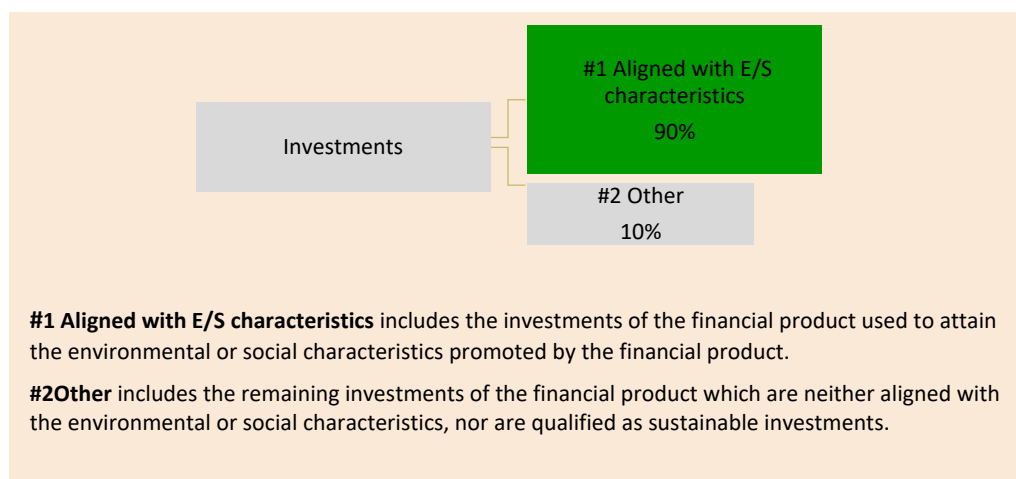 #1 Aligned with E/S
characteristics
90%
Investments
#2 Other
10%
#1 Aligned with E/S characteristics includes the investments of the financial product used to attain
the environmental or social characteristics promoted by the financial product.
#2Other includes the remaining investments of the financial product which are neither aligned with
the environmental or social characteristics, nor are qualified as sustainable investments.